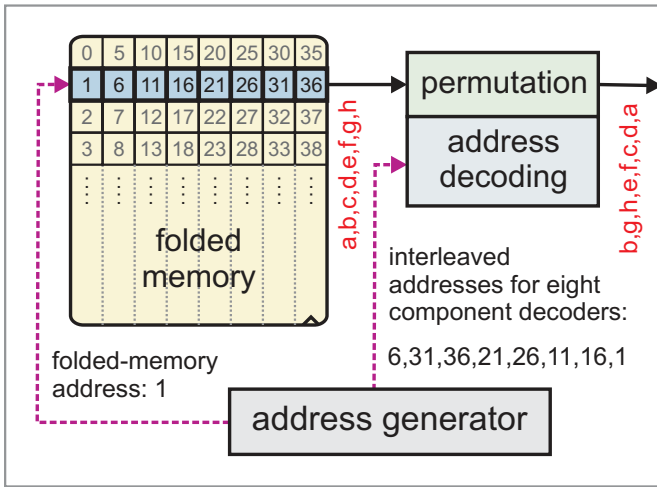 0 5 10 15 20 25 30 35
1 6 11 16 21 26 31 36
2 7 12 17 22 27 32 37
3 8 13 18 23 28 33 38
folded
memory
a,b,c,d,e,f,g,h
permutation
address
decoding
b,g,h,e,f,c,d,a
interleaved
addresses for eight
component decoders:
6,31,36,21,26,11,16,1
folded-memory
address: 1
address generator